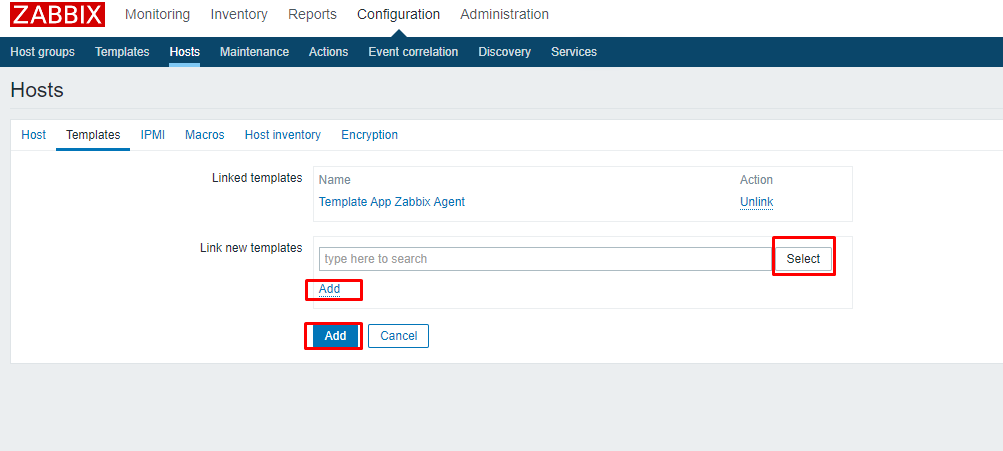 ZABBIX Monitoring Inventory Reports Configuration Administration
Host groups Templates Hosts Maintenance Actions Event correlation Discovery Services
Hosts
Host Templates IPMI Macros Host inventory Encryption
Linked templates Name Action
Template App Zabbix Agent Unlink
Link new templates type here to search Select
Add
Add Cancel